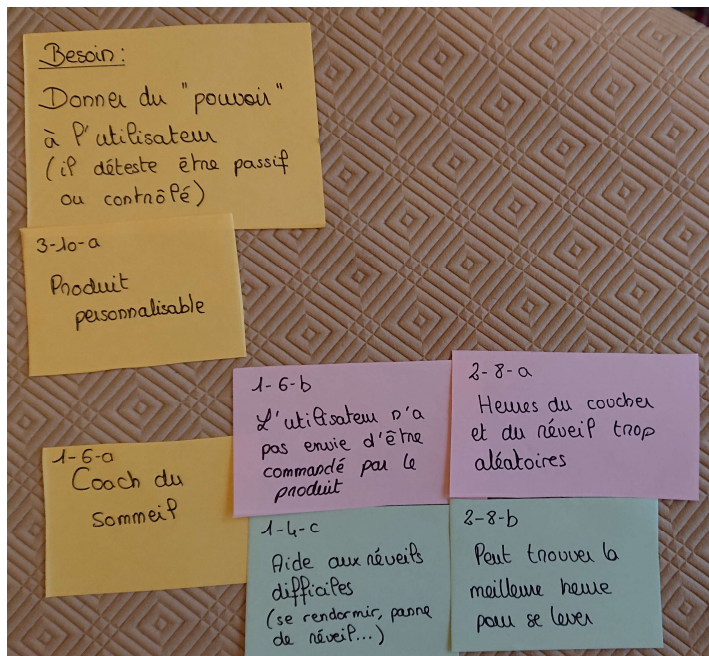 Besoin :
Donner du "pouvoir"
à l'utilisateur
(il déteste être passif
ou contrôlé)
3-10-a
Produit
personnalisable
1-6-a
Coach du
sommeil
1-6-b
L'utilisateur n'a
pas envie d'être
commandé par le
produit
2-8-a
Heures du coucher
et du réveil trop
aléatoires
1-4-c
Aide aux réveils
difficiles
(se rendormir, panne
de réveil...)
2-8-b
Peut trouver la
meilleure heure
pour se lever